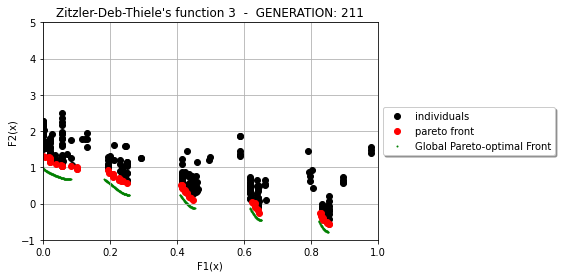 Zitzler-Deb-Thiele's function 3 - GENERATION: 211
5
4
3
2
1
0
−1
F2(x)
0.0 0.2 0.4 0.6 0.8 1.0
F1(x)
individuals
pareto front
Global Pareto-optimal Front